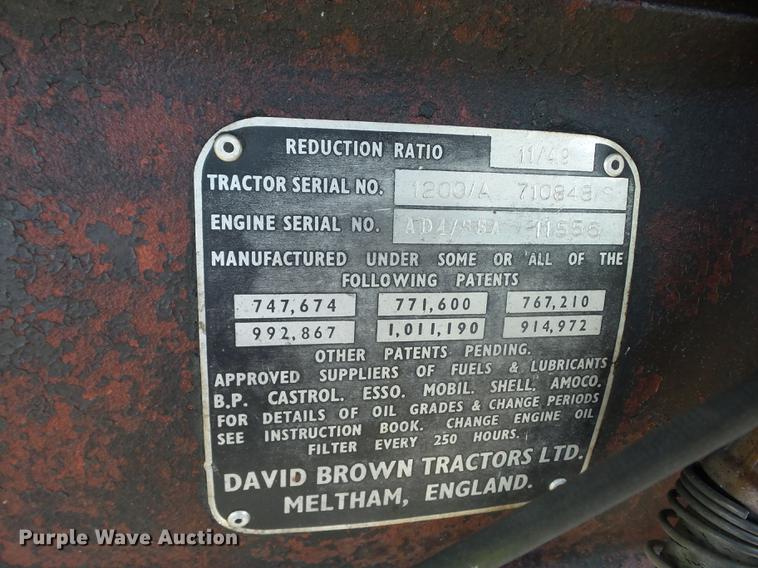 REDUCTION RATIO 11/49
TRACTOR SERIAL NO. 1200/A 710848/S
ENGINE SERIAL NO. 11556
MANUFACTURED UNDER SOME OR ALL OF THE
FOLLOWING PATENTS
747,674 771,600 767,210
992,867 1,011,190 914,972
OTHER PATENTS PENDING.
APPROVED SUPPLIERS OF FUELS & LUBRICANTS
B.P. CASTROL. ESSO. MOBIL. SHELL. AMOCO.
FOR DETAILS OF OIL GRADES & CHANGE PERIODS
SEE INSTRUCTION BOOK. CHANGE ENGINE OIL
FILTER EVERY 250 HOURS.
DAVID BROWN TRACTORS LTD.
MELTHAM, ENGLAND.
Purple Wave Auction